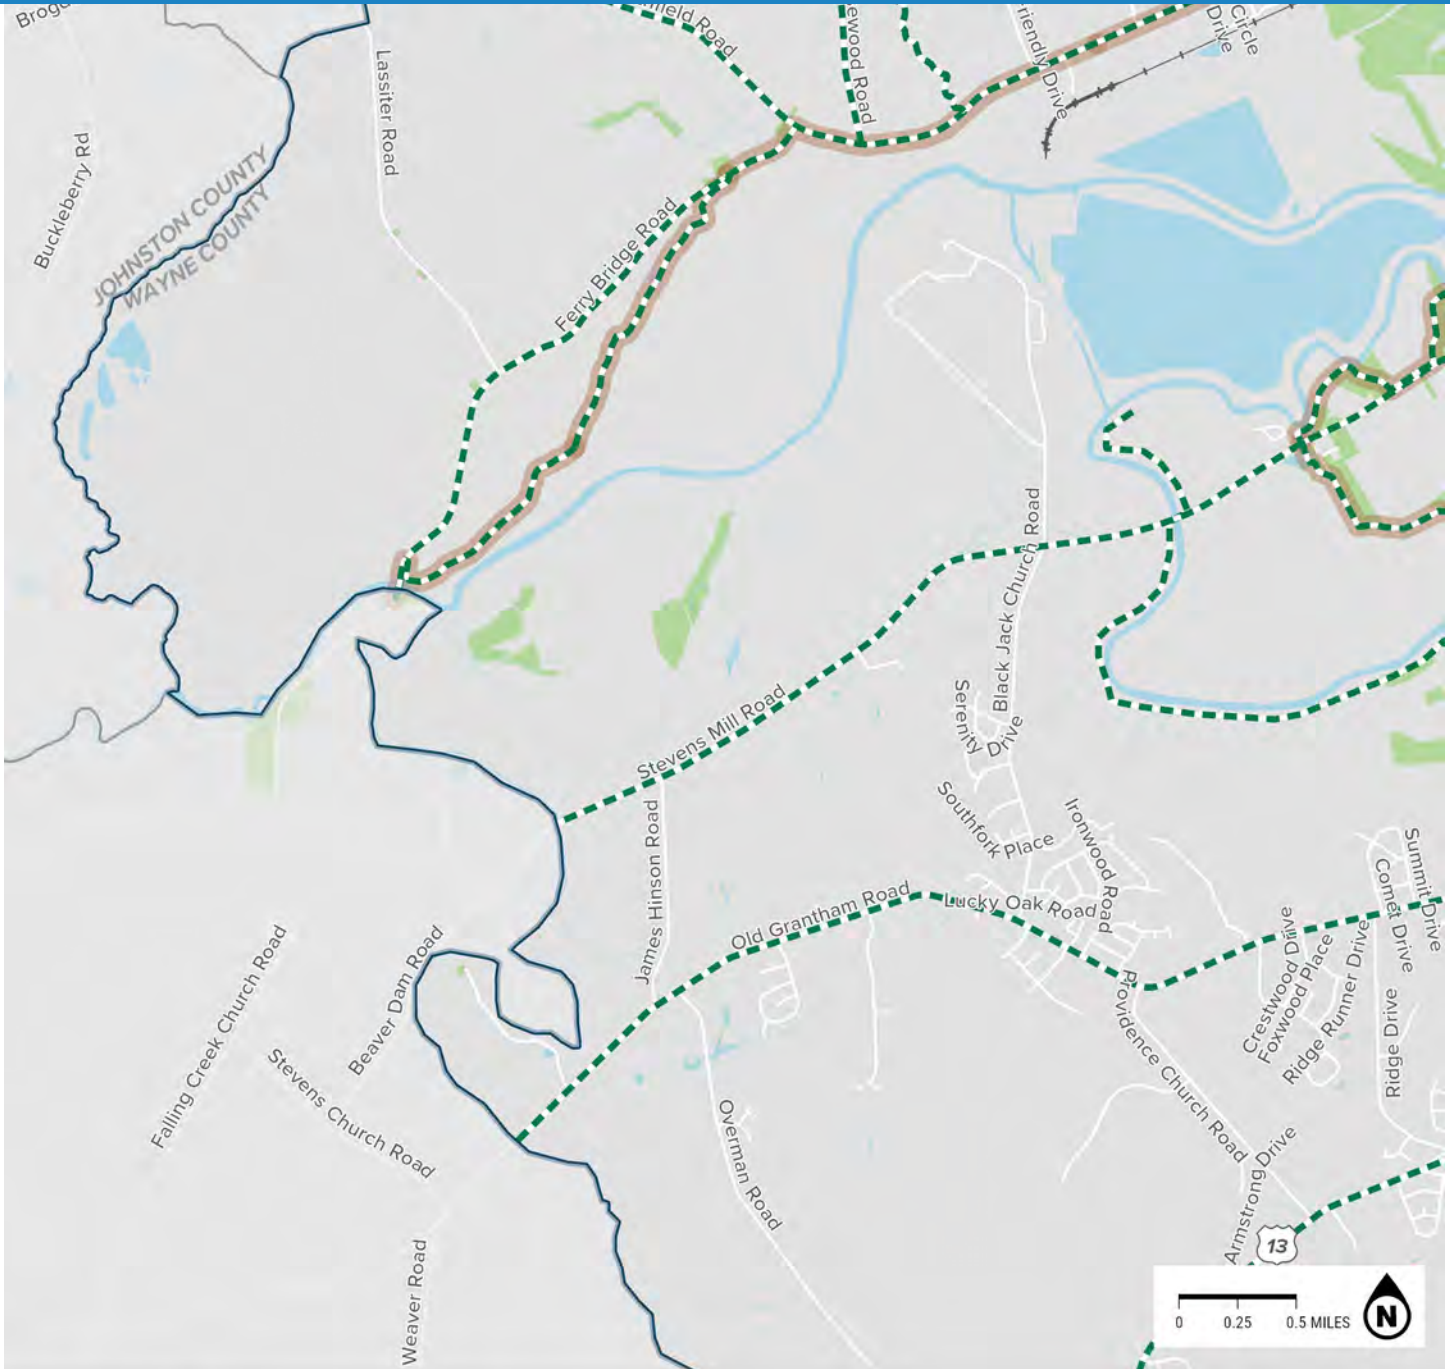 Lassiter Road
Friendly Drive
Circle
Drive
Buckleberry Rd
JOHNSTON COUNTY
WAYNE COUNTY
Ferry Bridge Road
Black Jack Church Road
Stevens Mill Road
Serenity Drive
Southfork Place
Ironwood Road
James Hinson Road
Old Grantham Road
Lucky Oak Road
Summit Drive
Comet Drive
Crestwood Drive
Foxwood Place
Ridge Runner Drive
Ridge Drive
Beaver Dam Road
Falling Creek Church Road
Stevens Church Road
Providence Church Road
Overman Road
Armstrong Drive
Weaver Road
13
0 0.25 0.5 MILES
N